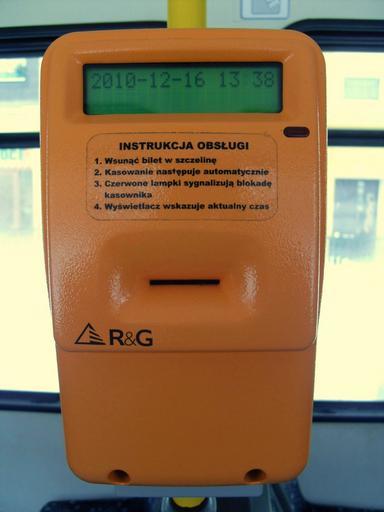 2010-12-16 13 38
INSTRUKCJA OBSŁUGI
1. Wsunąć bilet w szczelinę
2. Kasowanie następuje automatycznie
3. Czerwone lampki sygnalizują blokadę
kasownika
4. Wyświetlacz wskazuje aktualny czas
R&G